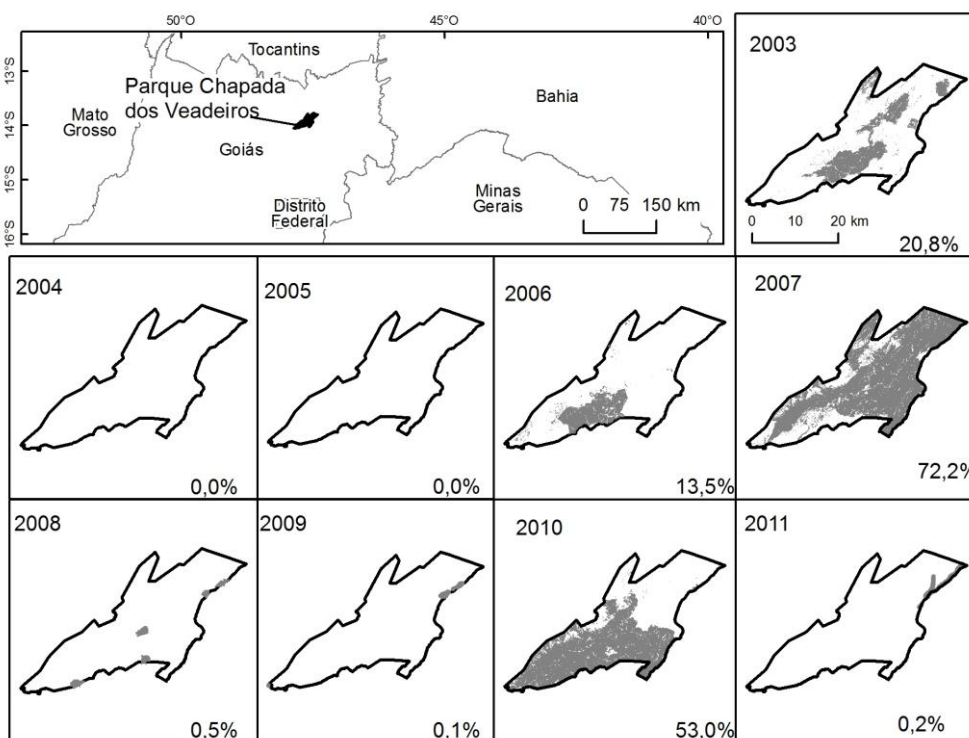 50°O
45°O
40°O
2003
Tocantins
13°S
Parque Chapada
dos Veadeiros
Bahia
Mato
Grosso
14°S
Goiás
15°S
Minas
Gerais
0 75 150 km
Distrito
Federal
16°S
0 10 20 km
20,8%
2004
2005
2006
2007
0,0%
0,0%
13,5%
72,2%
2008
2009
2010
2011
0,5%
0,1%
53,0%
0,2%